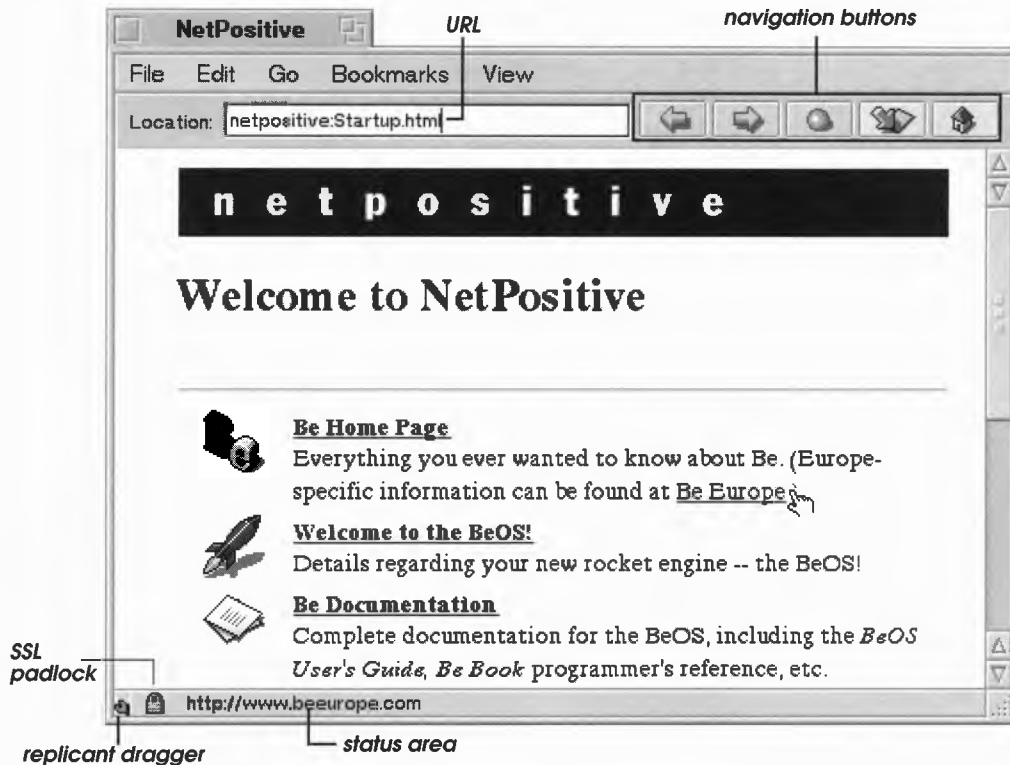 URL
navigation buttons
NetPositive
File Edit Go Bookmarks View
Location: netpositive:Startup.html
netpositive
Welcome to NetPositive
Be Home Page
Everything you ever wanted to know about Be. (Europe-
specific information can be found at Be Europe
Welcome to the BeOS!
Details regarding your new rocket engine -- the BeOS!
Be Documentation
Complete documentation for the BeOS, including the BeOS
User's Guide, Be Book programmer's reference, etc.
SSL
padlock
http://www.beeurope.com
replicant dragger
status area